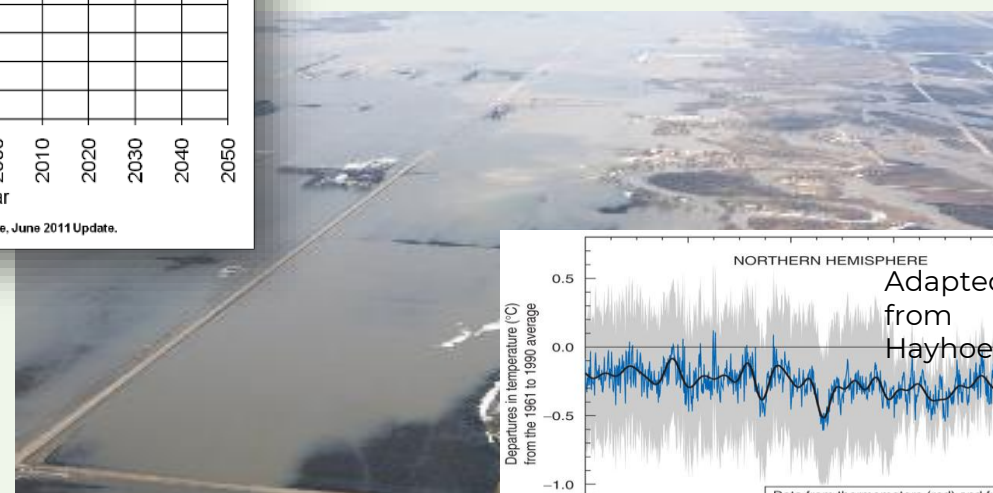 2010
2020
2030
2040
2050
e, June 2011 Update.
NORTHERN HEMISPHERE
Adapted
from
Hayhoe
Departures in temperature (°C)
from the 1961 to 1990 average
0.5
0.0
−0.5
−1.0